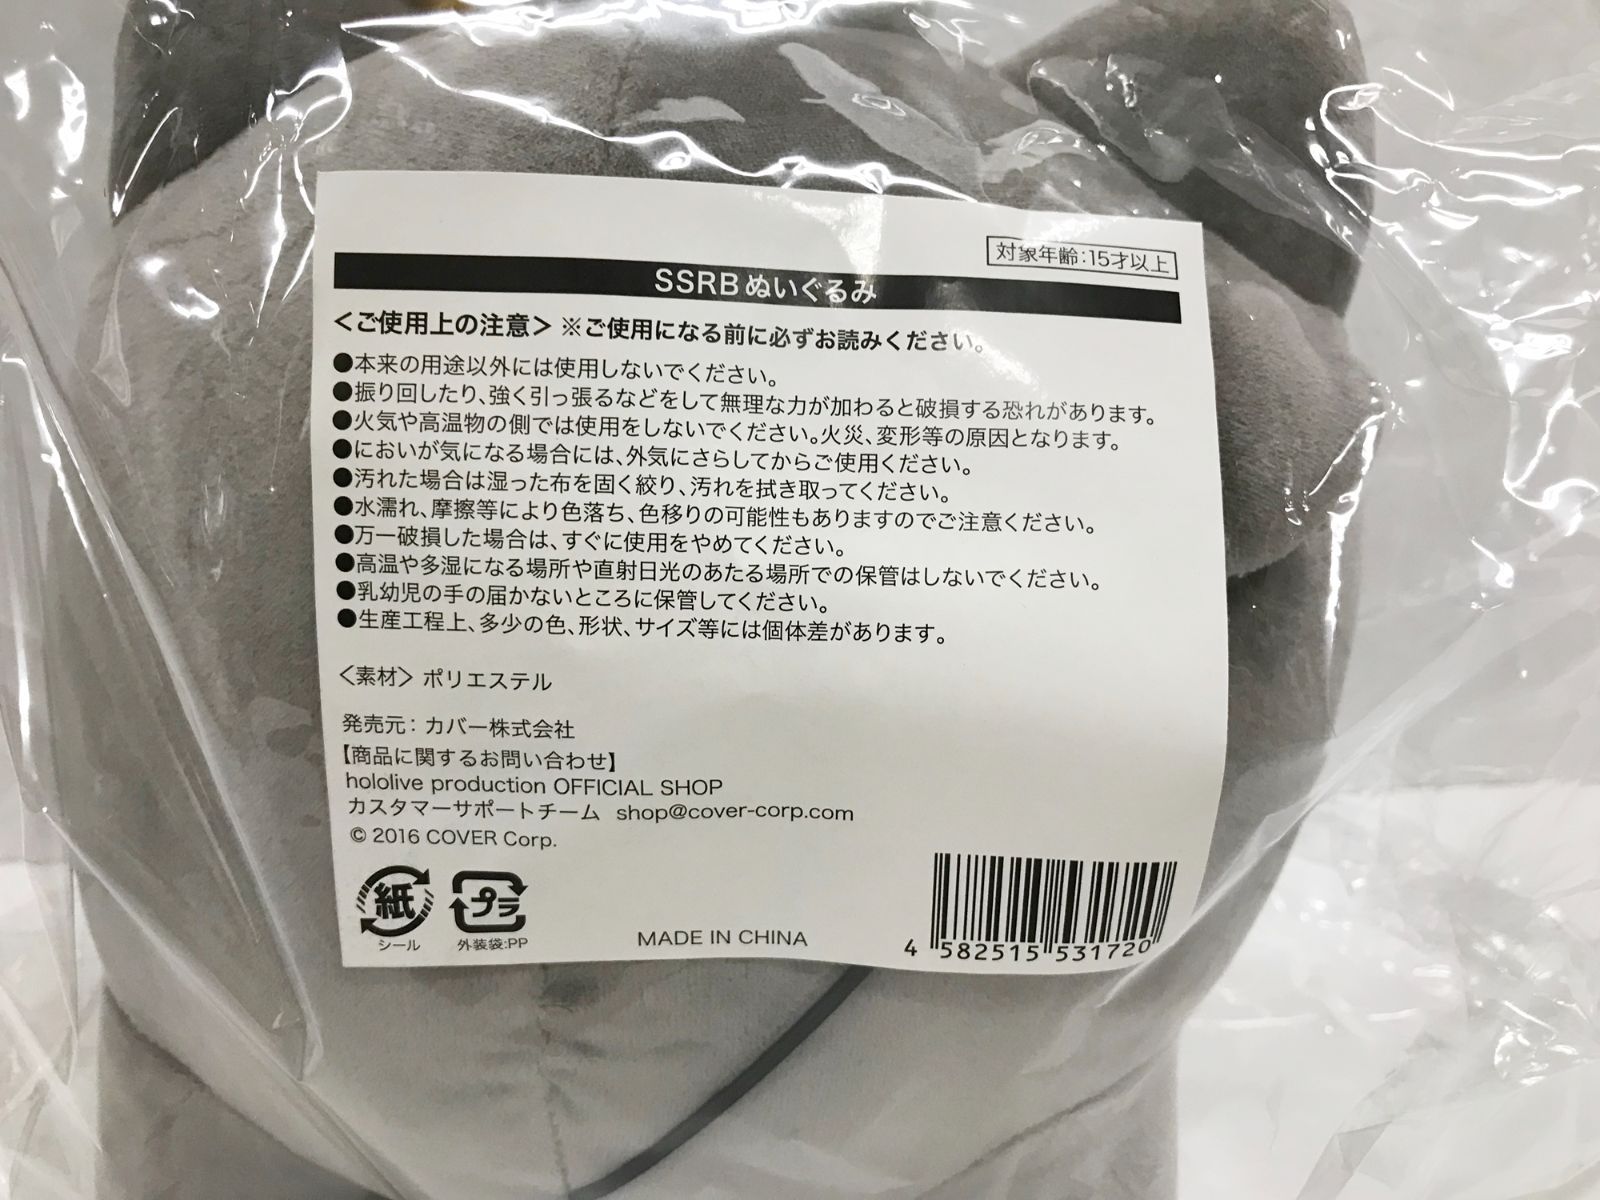 対象年齢:15才以上
SSRBぬいぐるみ
<ご使用上の注意> ※ご使用になる前に必ずお読みください。
●本来の用途以外には使用しないでください。
●振り回したり、強く引っ張るなどをして無理な力が加わると破損する恐れがあります。
●火気や高温物の側では使用をしないでください。火災、変形等の原因となります。
●においが気になる場合には、外気にさらしてからご使用ください。
●汚れた場合は湿った布を固く絞り、汚れを拭き取ってください。
●水濡れ、摩擦等により色落ち、色移りの可能性もありますのでご注意ください。
●万一破損した場合は、すぐに使用をやめてください。
●高温や多湿になる場所や直射日光のあたる場所での保管はしないでください。
●乳幼児の手の届かないところに保管してください。
●生産工程上、多少の色、形状、サイズ等には個体差があります。
<素材> ポリエステル
発売元: カバー株式会社
【商品に関するお問い合わせ】
hololive production OFFICIAL SHOP
カスタマーサポートチーム shop@cover-corp.com
© 2016 COVER Corp.
紙 プラ
シール 外装袋:PP
MADE IN CHINA
4 582515 531720